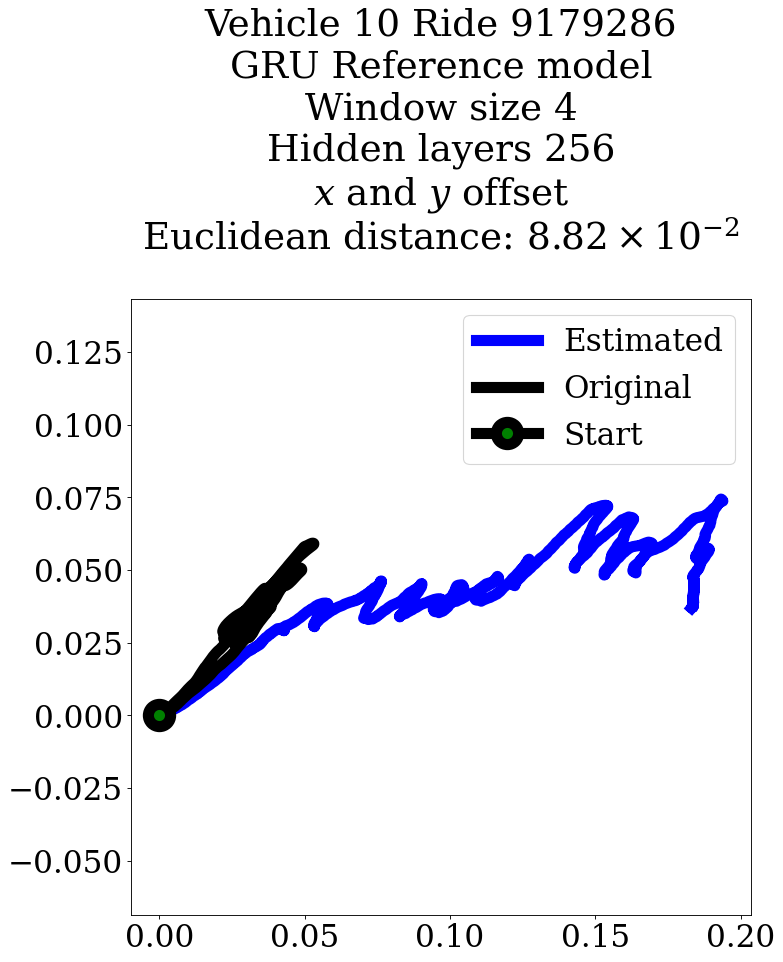 Vehicle 10 Ride 9179286
GRU Reference model
Window size 4
Hidden layers 256
x and y offset
Euclidean distance: 8.82 × 10⁻²
Estimated
Original
Start
0.125
0.100
0.075
0.050
0.025
0.000
−0.025
−0.050
0.00 0.05 0.10 0.15 0.20